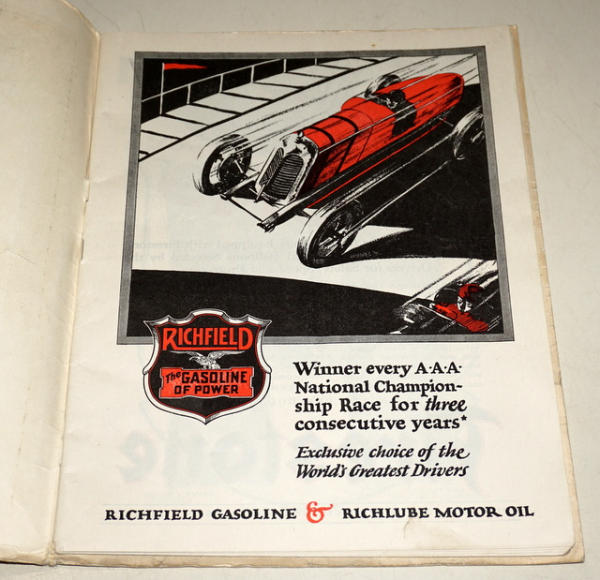 RICHFIELD
The GASOLINE
OF POWER
Winner every A·A·A·
National Champion-
ship Race for three
consecutive years*
Exclusive choice of the
World's Greatest Drivers
RICHFIELD GASOLINE & RICHLUBE MOTOR OIL